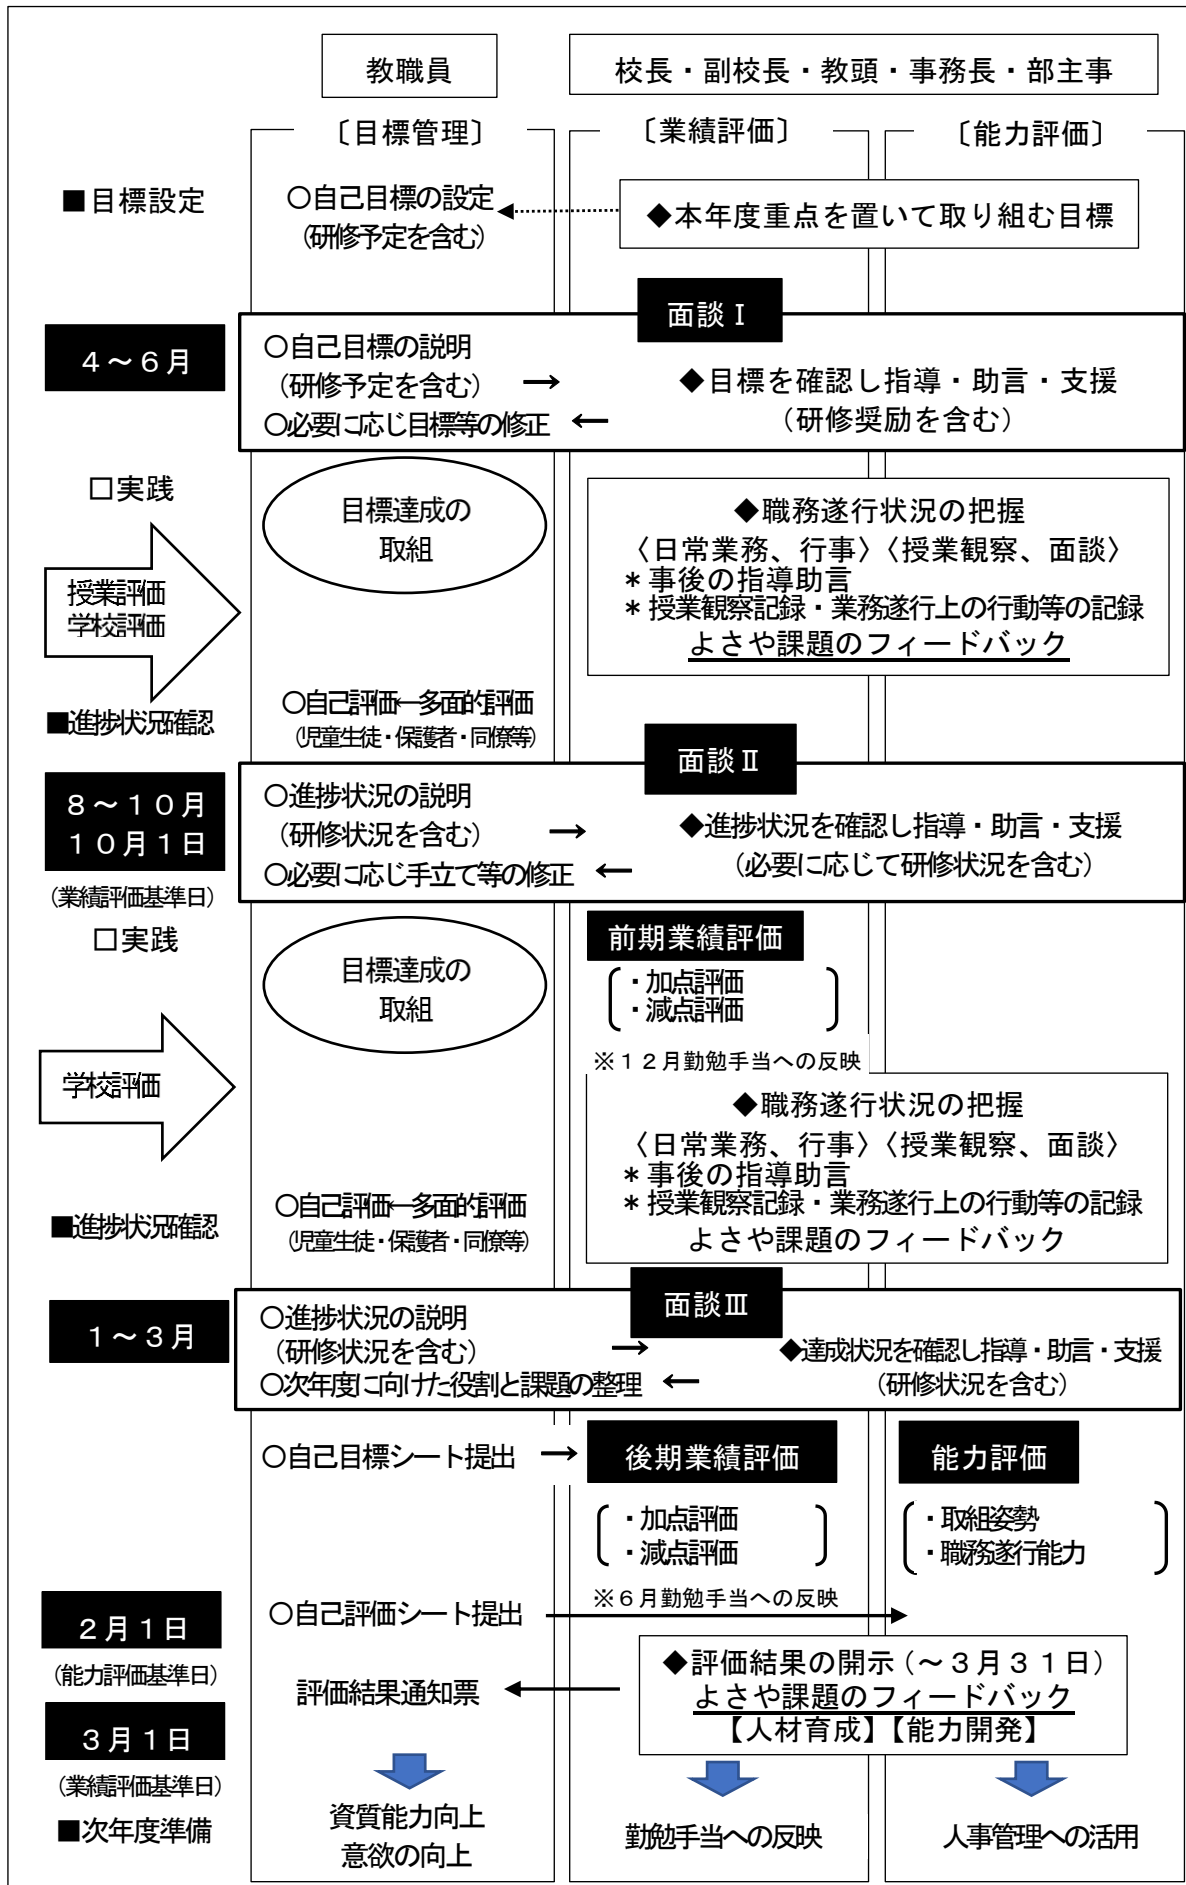 教職員
校長・副校長・教頭・事務長・部主事
〔目標管理〕
〔業績評価〕
〔能力評価〕
■目標設定
○自己目標の設定
(研修予定を含む)
◆本年度重点を置いて取り組む目標
面談Ⅰ
４～６月
○自己目標の説明
(研修予定を含む) →
○必要に応じ目標等の修正 ←
◆目標を確認し指導・助言・支援
(研修奨励を含む)
□実践
目標達成の
取組
授業評価
学校評価
◆職務遂行状況の把握
〈日常業務、行事〉〈授業観察、面談〉
＊事後の指導助言
＊授業観察記録・業務遂行上の行動等の記録
よさや課題のフィードバック
○自己評価←多面的評価
(児童生徒・保護者・同僚等)
■進捗状況確認
面談Ⅱ
８～１０月
１０月１日
(業績評価基準日)
○進捗状況の説明
(研修状況を含む) →
○必要に応じ手立て等の修正 ←
◆進捗状況を確認し指導・助言・支援
(必要に応じて研修状況を含む)
□実践
目標達成の
取組
前期業績評価
・加点評価
・減点評価
※１２月勤勉手当への反映
学校評価
◆職務遂行状況の把握
〈日常業務、行事〉〈授業観察、面談〉
＊事後の指導助言
＊授業観察記録・業務遂行上の行動等の記録
よさや課題のフィードバック
○自己評価←多面的評価
(児童生徒・保護者・同僚等)
■進捗状況確認
面談Ⅲ
１～３月
○進捗状況の説明
(研修状況を含む) →
○次年度に向けた役割と課題の整理 ←
◆達成状況を確認し指導・助言・支援
(研修状況を含む)
○自己目標シート提出 →
後期業績評価
・加点評価
・減点評価
※６月勤勉手当への反映
能力評価
・取組姿勢
・職務遂行能力
２月１日
(能力評価基準日)
○自己評価シート提出
◆評価結果の開示(～３月３１日)
よさや課題のフィードバック
【人材育成】【能力開発】
評価結果通知票
３月１日
(業績評価基準日)
■次年度準備
資質能力向上
意欲の向上
勤勉手当への反映
人事管理への活用